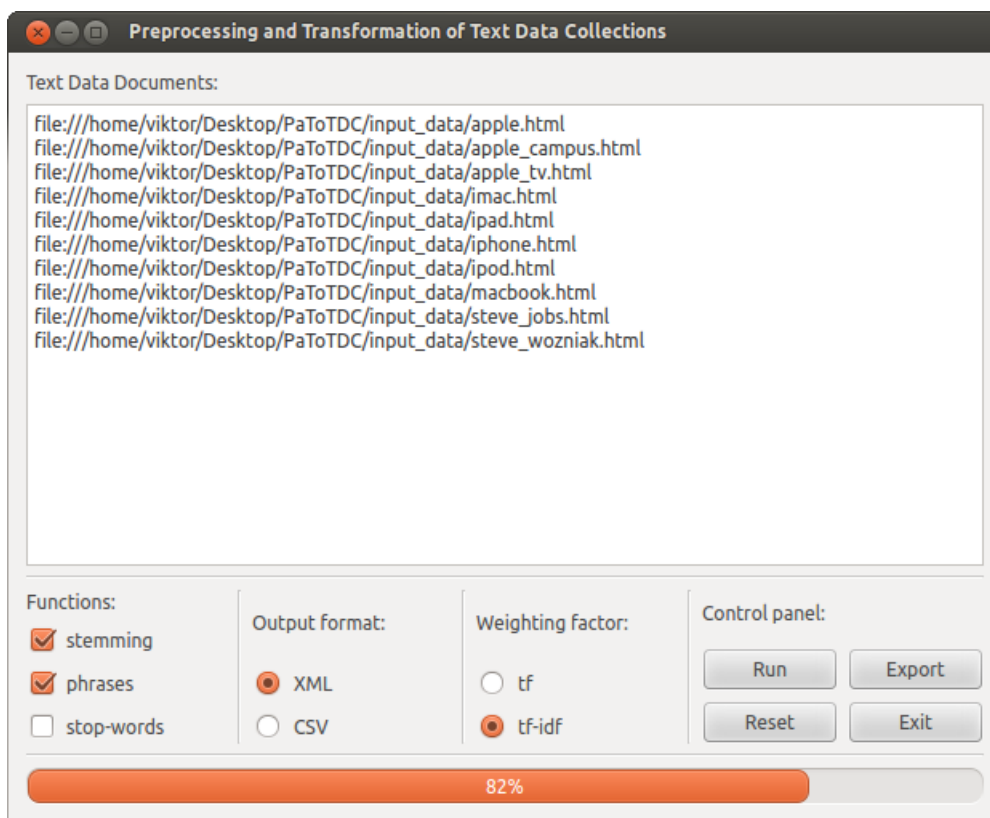 Preprocessing and Transformation of Text Data Collections
Text Data Documents:
file:///home/viktor/Desktop/PaToTDC/input_data/apple.html
file:///home/viktor/Desktop/PaToTDC/input_data/apple_campus.html
file:///home/viktor/Desktop/PaToTDC/input_data/apple_tv.html
file:///home/viktor/Desktop/PaToTDC/input_data/imac.html
file:///home/viktor/Desktop/PaToTDC/input_data/ipad.html
file:///home/viktor/Desktop/PaToTDC/input_data/iphone.html
file:///home/viktor/Desktop/PaToTDC/input_data/ipod.html
file:///home/viktor/Desktop/PaToTDC/input_data/macbook.html
file:///home/viktor/Desktop/PaToTDC/input_data/steve_jobs.html
file:///home/viktor/Desktop/PaToTDC/input_data/steve_wozniak.html
Functions:
stemming
phrases
stop-words
Output format:
XML
CSV
Weighting factor:
tf
tf-idf
Control panel:
Run Export
Reset Exit
82%